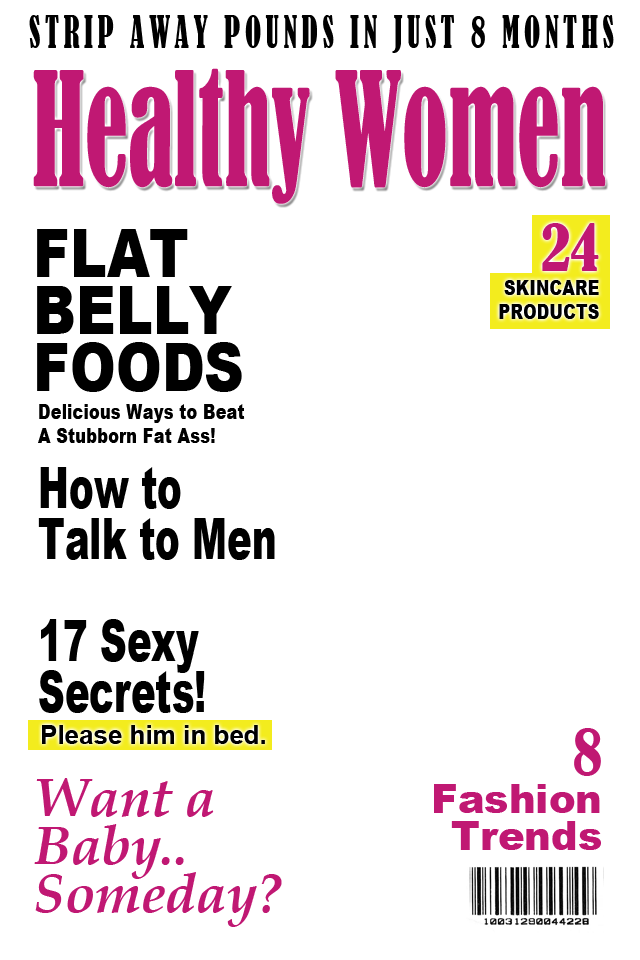 STRIP AWAY POUNDS IN JUST 8 MONTHS
Healthy Women
FLAT
BELLY
FOODS
Delicious Ways to Beat
A Stubborn Fat Ass!
24
SKINCARE
PRODUCTS
How to
Talk to Men
17 Sexy
Secrets!
Please him in bed.
Want a
Baby..
Someday?
8
Fashion
Trends
10031280044228